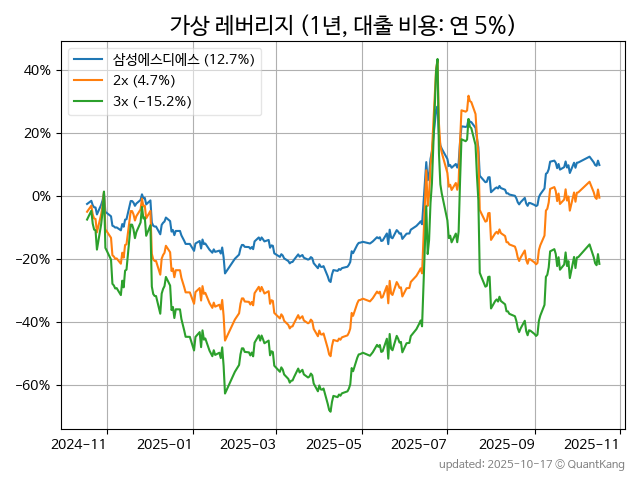 가상 레버리지 (1년, 대출 비용: 연 5%)
삼성에스디에스 (12.7%)
2x (4.7%)
3x (−15.2%)
40%
20%
0%
−20%
−40%
−60%
2024-11 2025-01 2025-03 2025-05 2025-07 2025-09 2025-11
updated: 2025-10-17 © QuantKang